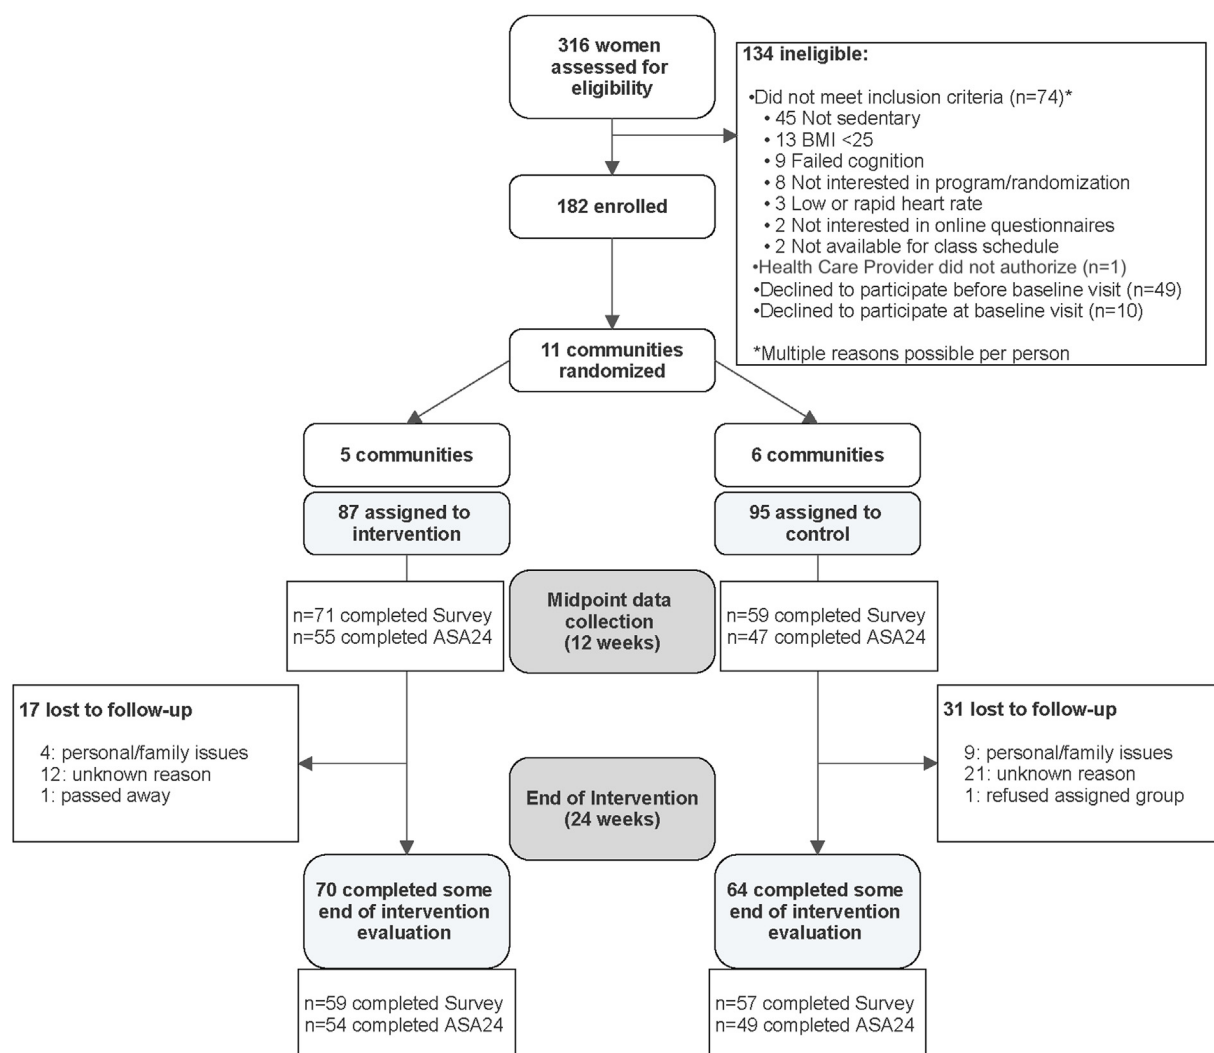 316 women
assessed for
eligibility
134 ineligible:
•Did not meet inclusion criteria (n=74)*
• 45 Not sedentary
• 13 BMI <25
• 9 Failed cognition
• 8 Not interested in program/randomization
• 3 Low or rapid heart rate
• 2 Not interested in online questionnaires
• 2 Not available for class schedule
•Health Care Provider did not authorize (n=1)
•Declined to participate before baseline visit (n=49)
•Declined to participate at baseline visit (n=10)
*Multiple reasons possible per person
182 enrolled
11 communities
randomized
5 communities
6 communities
87 assigned to
intervention
95 assigned to
control
n=71 completed Survey
n=55 completed ASA24
Midpoint data
collection
(12 weeks)
n=59 completed Survey
n=47 completed ASA24
17 lost to follow-up
4: personal/family issues
12: unknown reason
1: passed away
31 lost to follow-up
9: personal/family issues
21: unknown reason
1: refused assigned group
End of Intervention
(24 weeks)
70 completed some
end of intervention
evaluation
64 completed some
end of intervention
evaluation
n=59 completed Survey
n=54 completed ASA24
n=57 completed Survey
n=49 completed ASA24